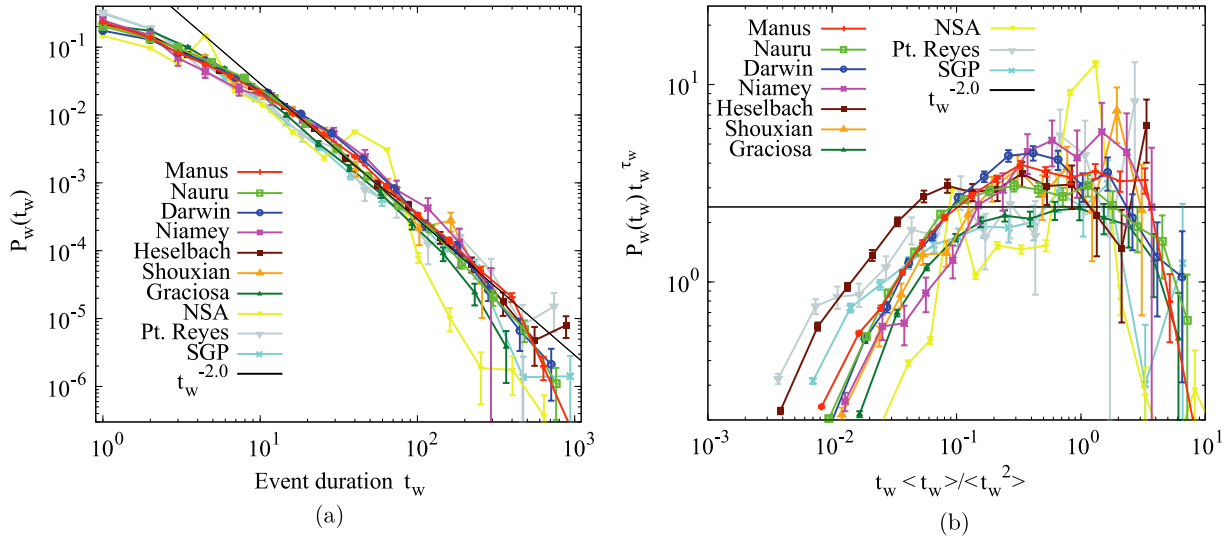 (a)
10^-1
10^-2
10^-3
10^-4
10^-5
10^-6
P_w(t_w)
Manus
Nauru
Darwin
Niamey
Heselbach
Shouxian
Graciosa
NSA
Pt. Reyes
SGP
t_w^-2.0
10^0 10^1 10^2 10^3
Event duration t_w
(b)
10^1
10^0
P_w(t_w) t_w^τ_w
Manus
Nauru
Darwin
Niamey
Heselbach
Shouxian
Graciosa
NSA
Pt. Reyes
SGP
t_w^-2.0
10^-3 10^-2 10^-1 10^0 10^1
t_w <t_w>/<t_w^2>